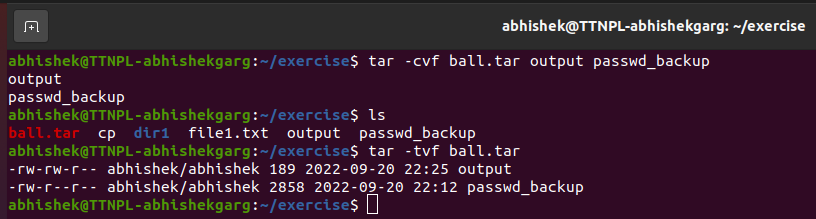 abhishek@TTNPL-abhishekgarg: ~/exercise
abhishek@TTNPL-abhishekgarg:~/exercise$ tar -cvf ball.tar output passwd_backup
output
passwd_backup
abhishek@TTNPL-abhishekgarg:~/exercise$ ls
ball.tar  cp  dir1  file1.txt  output  passwd_backup
abhishek@TTNPL-abhishekgarg:~/exercise$ tar -tvf ball.tar
-rw-rw-r-- abhishek/abhishek 189 2022-09-20 22:25 output
-rw-r--r-- abhishek/abhishek 2858 2022-09-20 22:12 passwd_backup
abhishek@TTNPL-abhishekgarg:~/exercise$